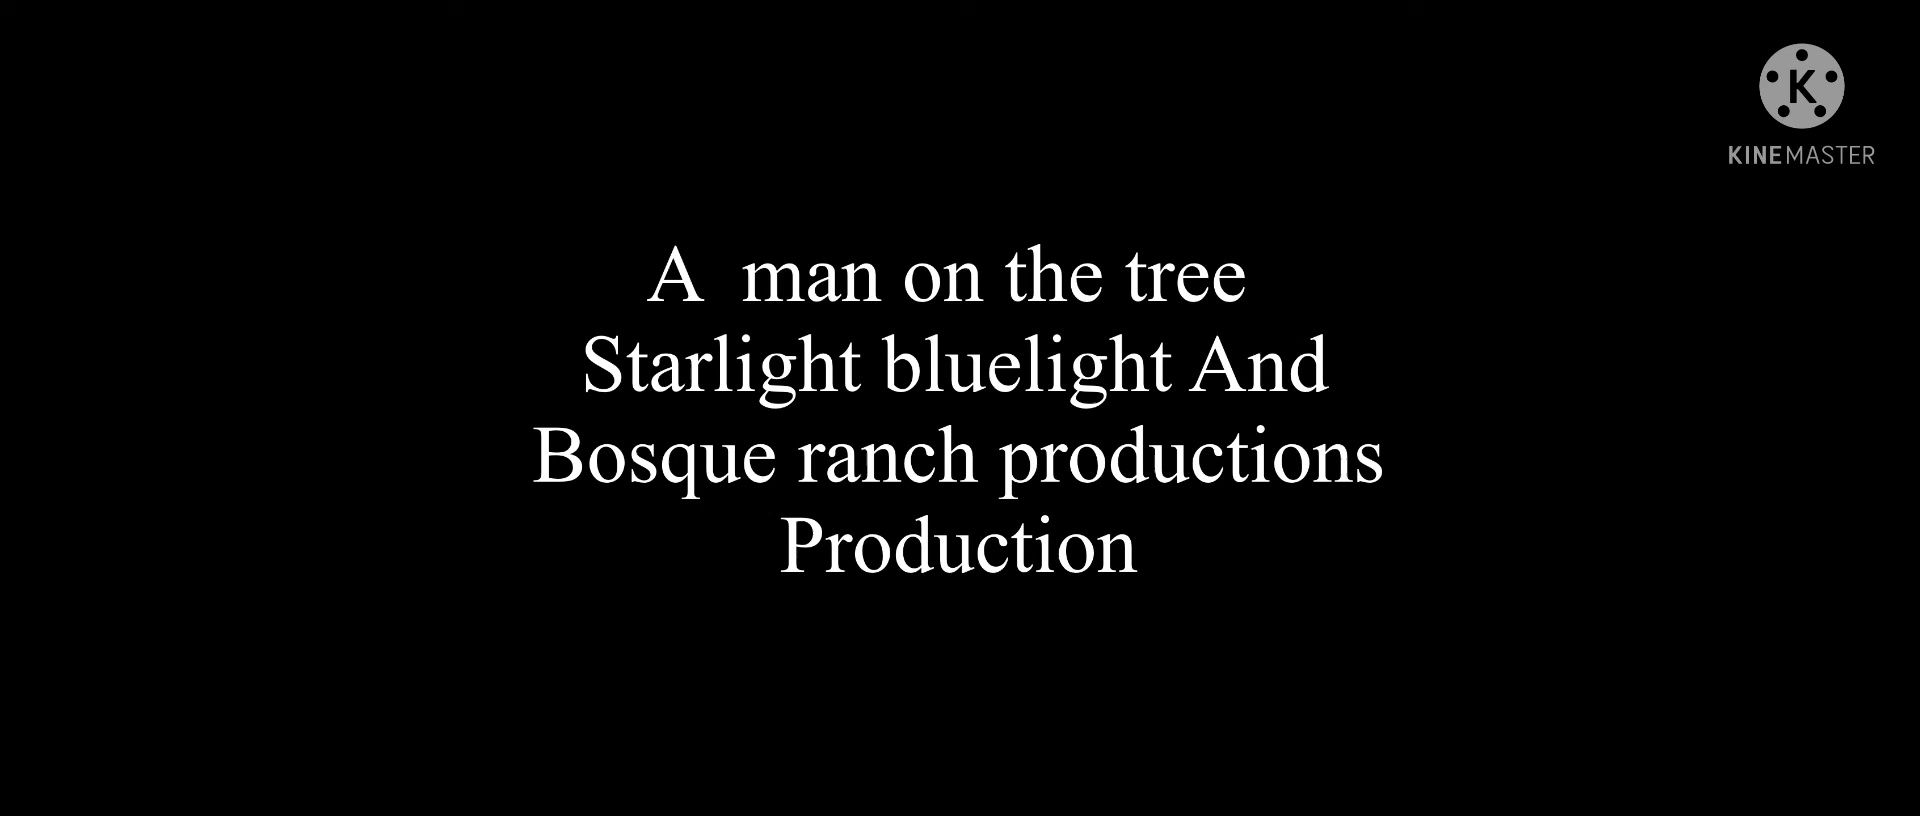 KINEMASTER
A  man on the tree
Starlight bluelight And
Bosque ranch productions
Production